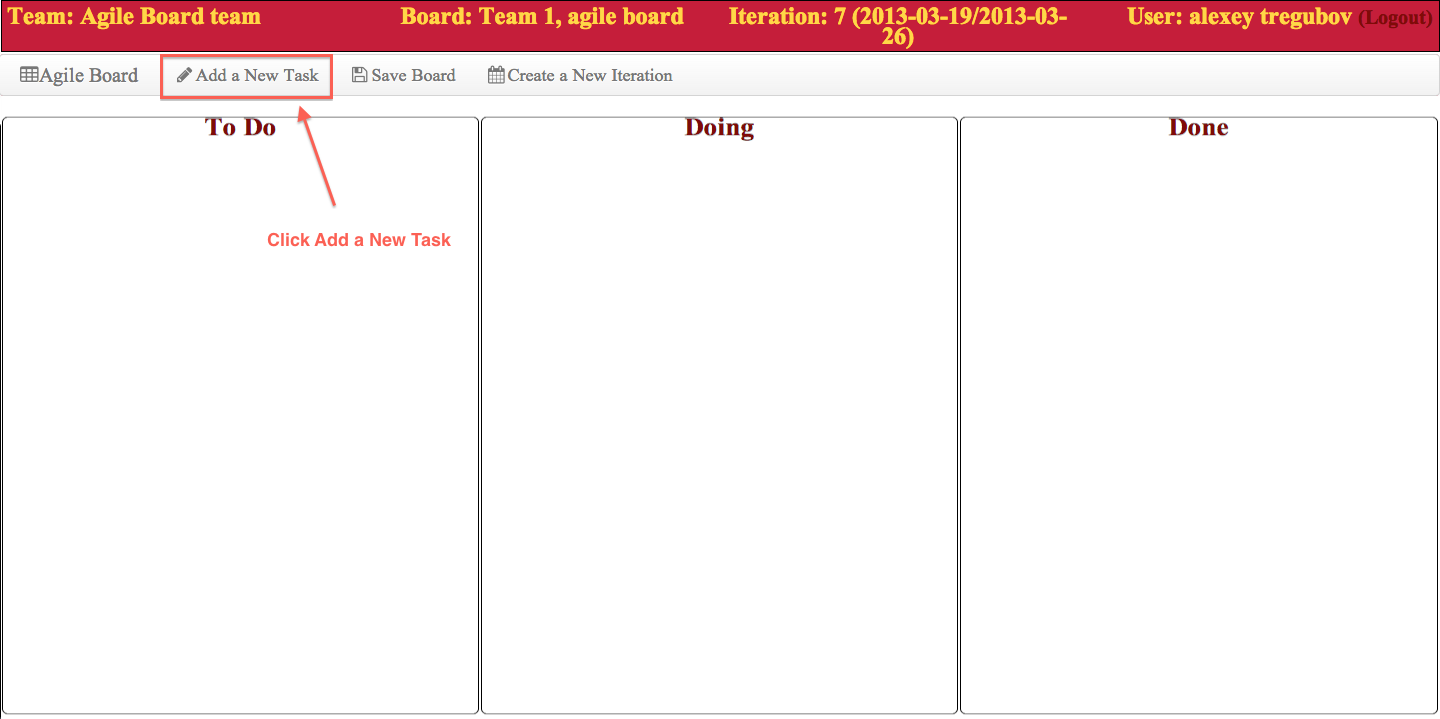 Team: Agile Board team
Board: Team 1, agile board
Iteration: 7 (2013-03-19/2013-03-
26)
User: alexey tregubov (Logout)
Agile Board
Add a New Task
Save Board
Create a New Iteration
To Do
Doing
Done
Click Add a New Task